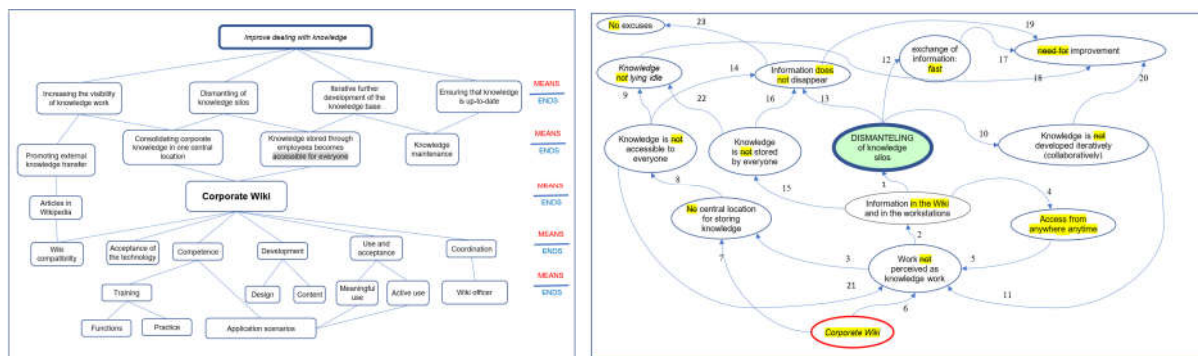 Improve dealing with knowledge
Increasing the visibility
of knowledge work
Dismantling of
knowledge silos
Iterative further
development of the
knowledge base
Ensuring that knowledge
is up-to-date
MEANS
ENDS
Consolidating corporate
knowledge in one central
location
Knowledge stored through
employees becomes
accessible for everyone
Knowledge
maintenance
MEANS
ENDS
Promoting external
knowledge transfer
Corporate Wiki
MEANS
ENDS
Articles in
Wikipedia
Wiki
compatibility
Acceptance of
the technology
Competence
Development
Use and
acceptance
Coordination
MEANS
ENDS
Training
Design
Content
Meaningful
use
Active use
Wiki officer
MEANS
ENDS
Functions
Practice
Application scenarios
No excuses
23
19
Knowledge
not lying idle
14
Information does
not disappear
12
exchange of
information:
fast
17
need for improvement
18
20
9
22
16
13
Knowledge is not
accessible to
everyone
Knowledge
is not stored
by everyone
DISMANTELING
of knowledge
silos
10
Knowledge is not
developed iteratively
(collaboratively)
8
15
1
4
No central location
for storing
knowledge
Information in the Wiki
and in the workstations
Access from
anywhere anytime
2
7
3
5
Work not
perceived as
knowledge work
21
11
6
Corporate Wiki